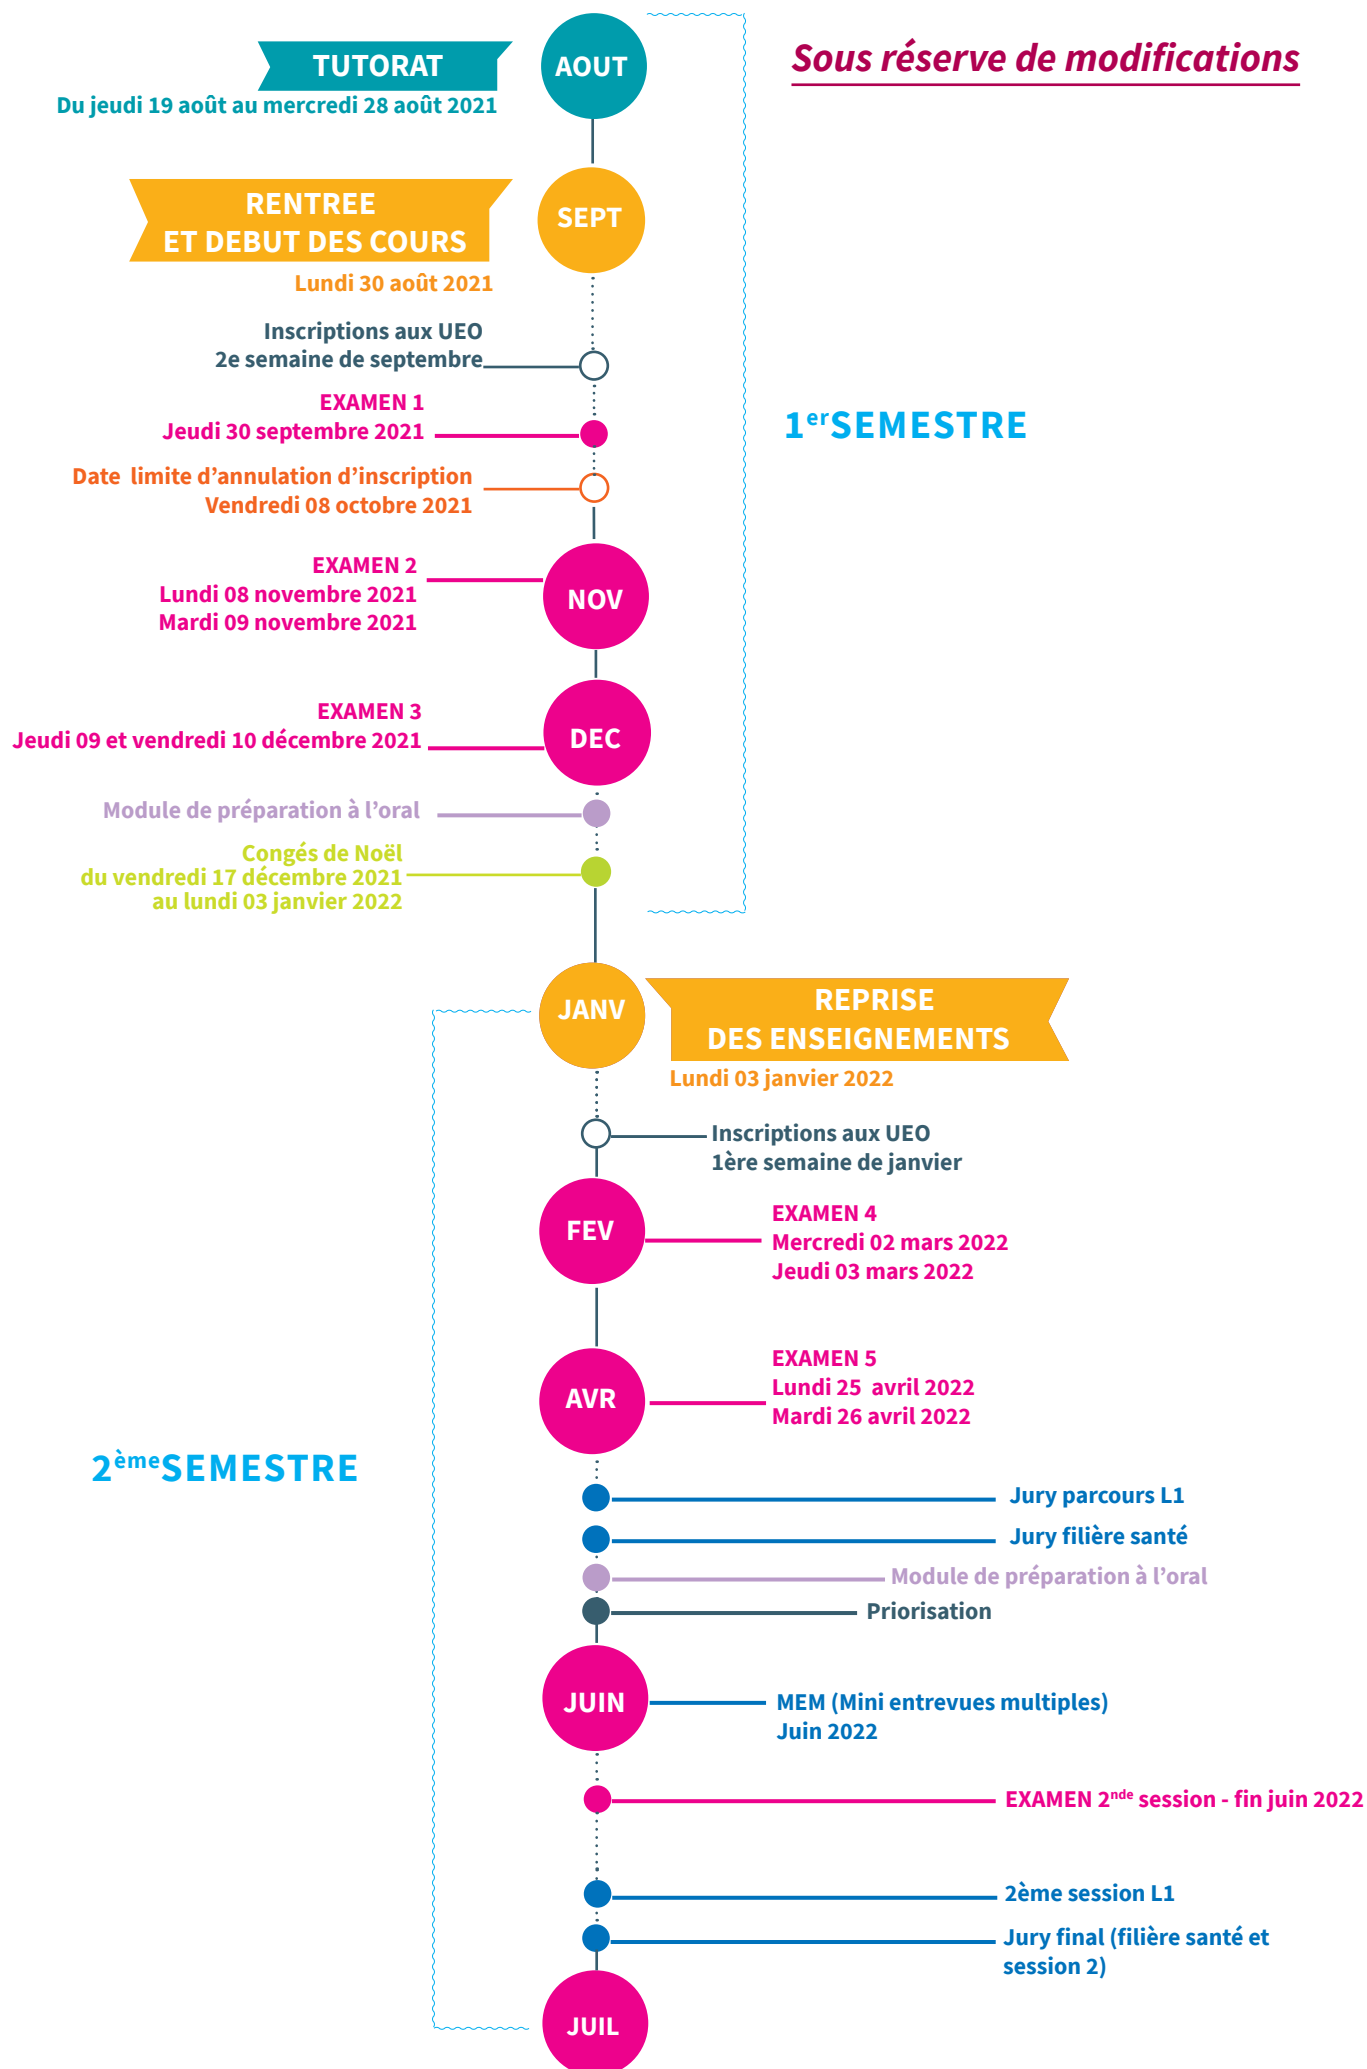 Sous réserve de modifications
TUTORAT
AOUT
Du jeudi 19 août au mercredi 28 août 2021
RENTREE
ET DEBUT DES COURS
SEPT
Lundi 30 août 2021
Inscriptions aux UEO
2e semaine de septembre
EXAMEN 1
Jeudi 30 septembre 2021
1er SEMESTRE
Date limite d’annulation d’inscription
Vendredi 08 octobre 2021
EXAMEN 2
Lundi 08 novembre 2021
Mardi 09 novembre 2021
NOV
EXAMEN 3
Jeudi 09 et vendredi 10 décembre 2021
DEC
Module de préparation à l’oral
Congés de Noël
du vendredi 17 décembre 2021
au lundi 03 janvier 2022
JANV
REPRISE
DES ENSEIGNEMENTS
Lundi 03 janvier 2022
Inscriptions aux UEO
1ère semaine de janvier
FEV
EXAMEN 4
Mercredi 02 mars 2022
Jeudi 03 mars 2022
AVR
EXAMEN 5
Lundi 25 avril 2022
Mardi 26 avril 2022
2ème SEMESTRE
Jury parcours L1
Jury filière santé
Module de préparation à l’oral
Priorisation
JUIN
MEM (Mini entrevues multiples)
Juin 2022
EXAMEN 2nde session - fin juin 2022
2ème session L1
Jury final (filière santé et
session 2)
JUIL